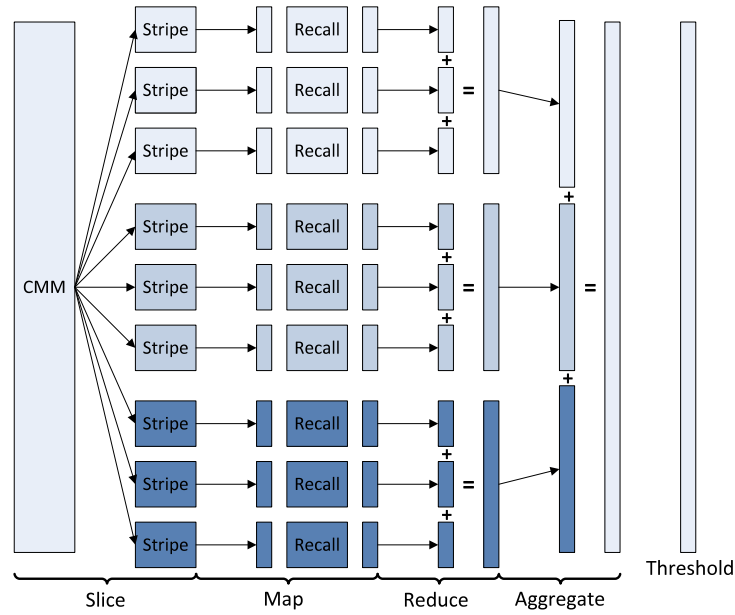 Stripe Recall
+
Stripe Recall + =
+
Stripe Recall
+
Stripe Recall
+
CMM Stripe Recall = =
+
Stripe Recall
+
Stripe Recall
+
Stripe Recall =
+
Stripe Recall
Threshold
Slice Map Reduce Aggregate